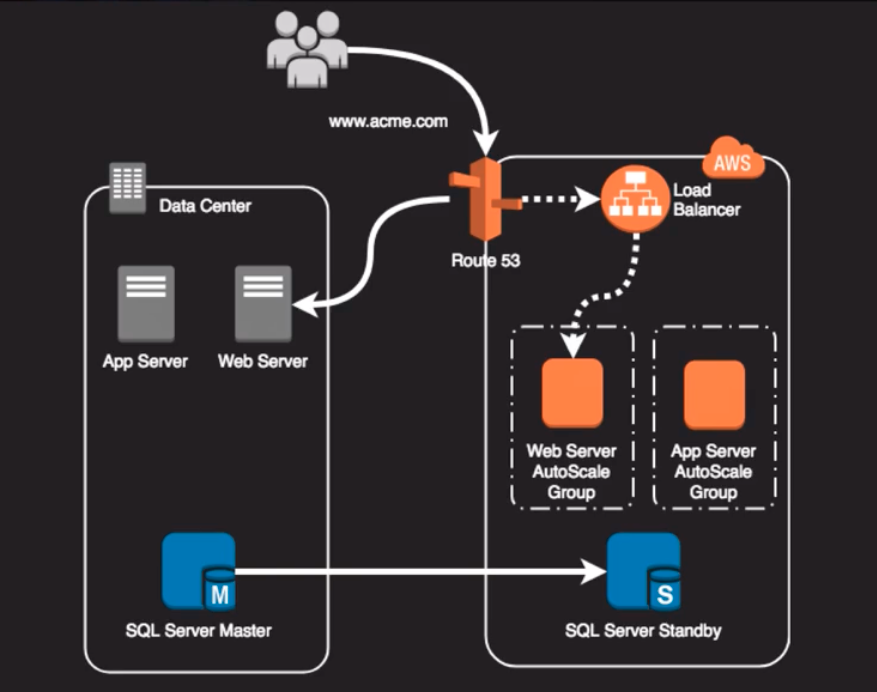 www.acme.com
AWS
Data Center
Load
Balancer
Route 53
App Server
Web Server
Web Server
AutoScale
Group
App Server
AutoScale
Group
M
SQL Server Master
S
SQL Server Standby